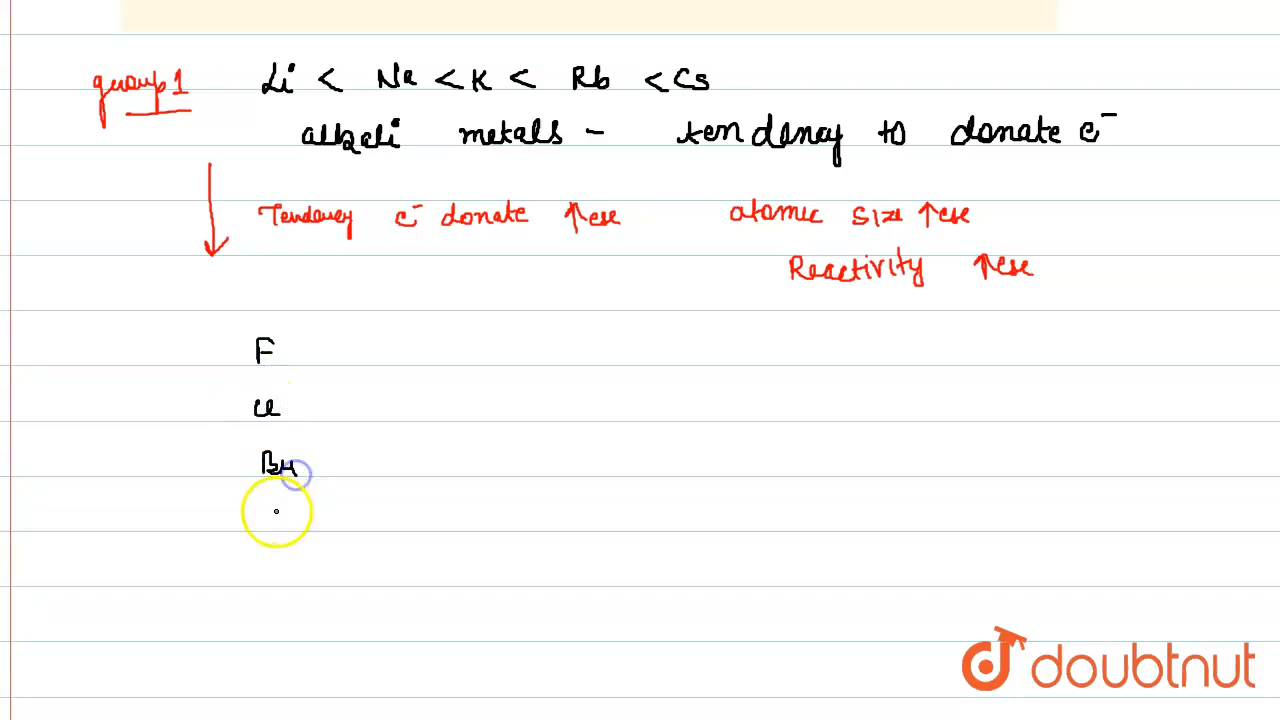 group 1 Li < Na < K < Rb < Cs
alkali metals - tendency to donate e⁻
Tendency e⁻ donate ↑ese atomic size ↑ese
Reactivity ↑ese
F
Cl
Br
doubtnut